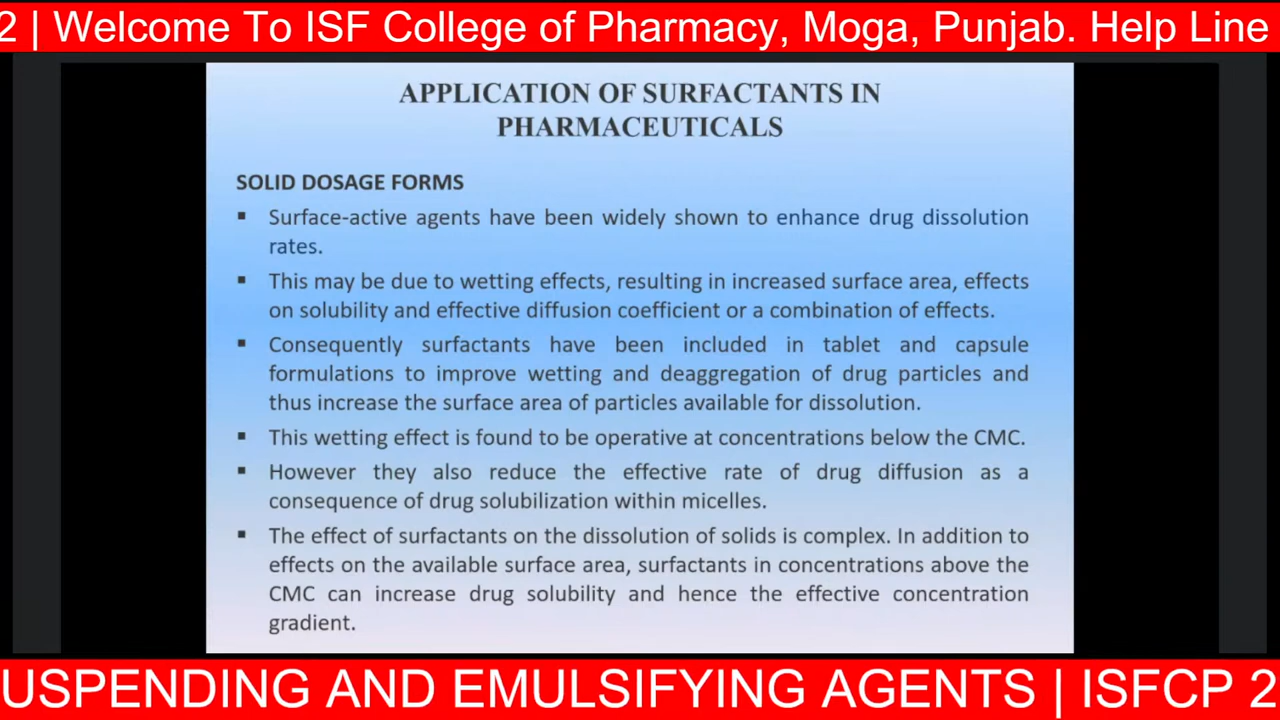 2 | Welcome To ISF College of Pharmacy, Moga, Punjab. Help Line
APPLICATION OF SURFACTANTS IN
PHARMACEUTICALS
SOLID DOSAGE FORMS
▪ Surface-active agents have been widely shown to enhance drug dissolution
rates.
▪ This may be due to wetting effects, resulting in increased surface area, effects
on solubility and effective diffusion coefficient or a combination of effects.
▪ Consequently surfactants have been included in tablet and capsule
formulations to improve wetting and deaggregation of drug particles and
thus increase the surface area of particles available for dissolution.
▪ This wetting effect is found to be operative at concentrations below the CMC.
▪ However they also reduce the effective rate of drug diffusion as a
consequence of drug solubilization within micelles.
▪ The effect of surfactants on the dissolution of solids is complex. In addition to
effects on the available surface area, surfactants in concentrations above the
CMC can increase drug solubility and hence the effective concentration
gradient.
USPENDING AND EMULSIFYING AGENTS | ISFCP 2